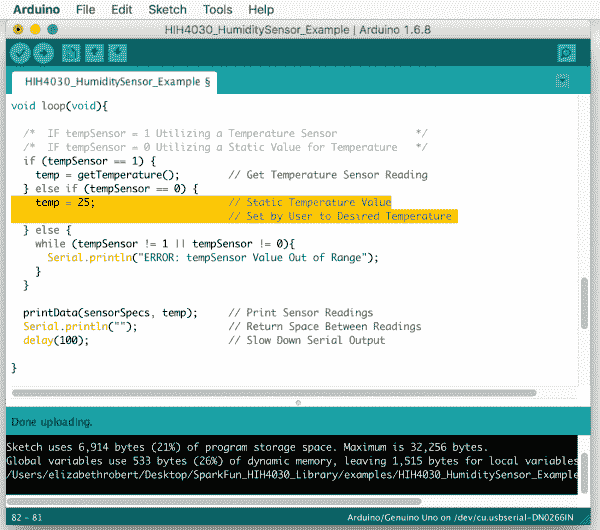 Arduino File Edit Sketch Tools Help
HIH4030_HumiditySensor_Example | Arduino 1.6.8
HIH4030_HumiditySensor_Example §
void loop(void){
/* IF tempSensor = 1 Utilizing a Temperature Sensor */
/* IF tempSensor = 0 Utilizing a Static Value for Temperature */
if (tempSensor == 1) {
temp = getTemperature(); // Get Temperature Sensor Reading
} else if (tempSensor == 0) {
temp = 25; // Static Temperature Value
// Set by User to Desired Temperature
} else {
while (tempSensor != 1 || tempSensor != 0){
Serial.println("ERROR: tempSensor Value Out of Range");
}
}
printData(sensorSpecs, temp); // Print Sensor Readings
Serial.println(""); // Return Space Between Readings
delay(100); // Slow Down Serial Output
}
Done uploading.
Sketch uses 6,914 bytes (21%) of program storage space. Maximum is 32,256 bytes.
Global variables use 533 bytes (26%) of dynamic memory, leaving 1,515 bytes for local variables
/Users/elizabethrobert/Desktop/SparkFun_HIH4030_Library/examples/HIH4030_HumiditySensor_Example
82 - 81 Arduino/Genuino Uno on /dev/cu.usbserial-DN0266IN